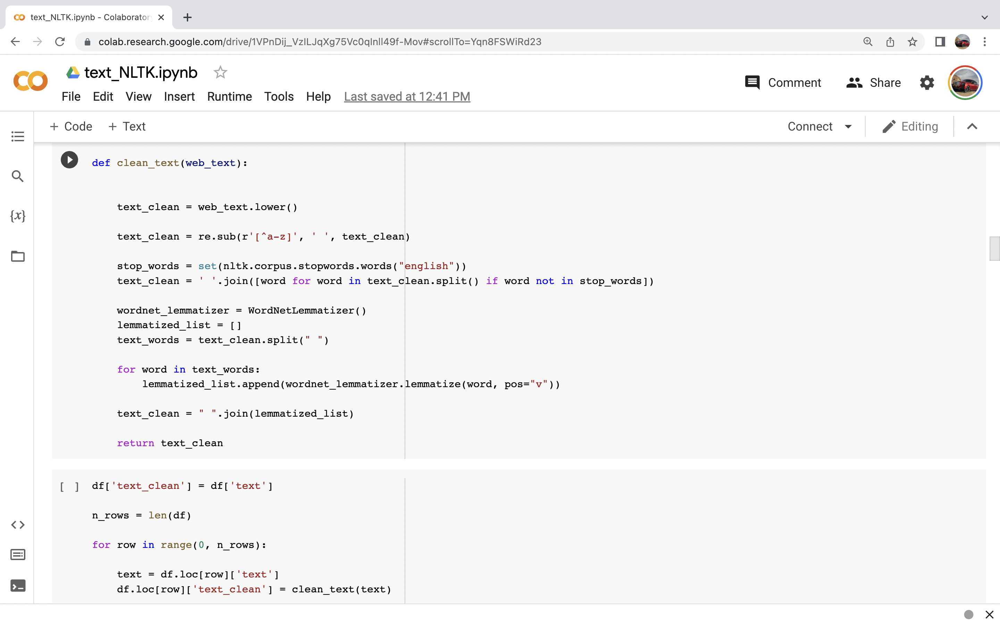 text_NLTK.ipynb - Colaboratory
colab.research.google.com/drive/1VPnDij_VzILJqXg75Vc0qInlI49f-Mov#scrollTo=Yqn8FSWiRd23
text_NLTK.ipynb
Comment
Share
File Edit View Insert Runtime Tools Help Last saved at 12:41 PM
+ Code + Text
Connect
Editing
{x}
def clean_text(web_text):
text_clean = web_text.lower()
text_clean = re.sub(r'[^a-z]', ' ', text_clean)
stop_words = set(nltk.corpus.stopwords.words("english"))
text_clean = ' '.join([word for word in text_clean.split() if word not in stop_words])
wordnet_lemmatizer = WordNetLemmatizer()
lemmatized_list = []
text_words = text_clean.split(" ")
for word in text_words:
lemmatized_list.append(wordnet_lemmatizer.lemmatize(word, pos="v"))
text_clean = " ".join(lemmatized_list)
return text_clean
[ ] df['text_clean'] = df['text']
n_rows = len(df)
for row in range(0, n_rows):
text = df.loc[row]['text']
df.loc[row]['text_clean'] = clean_text(text)